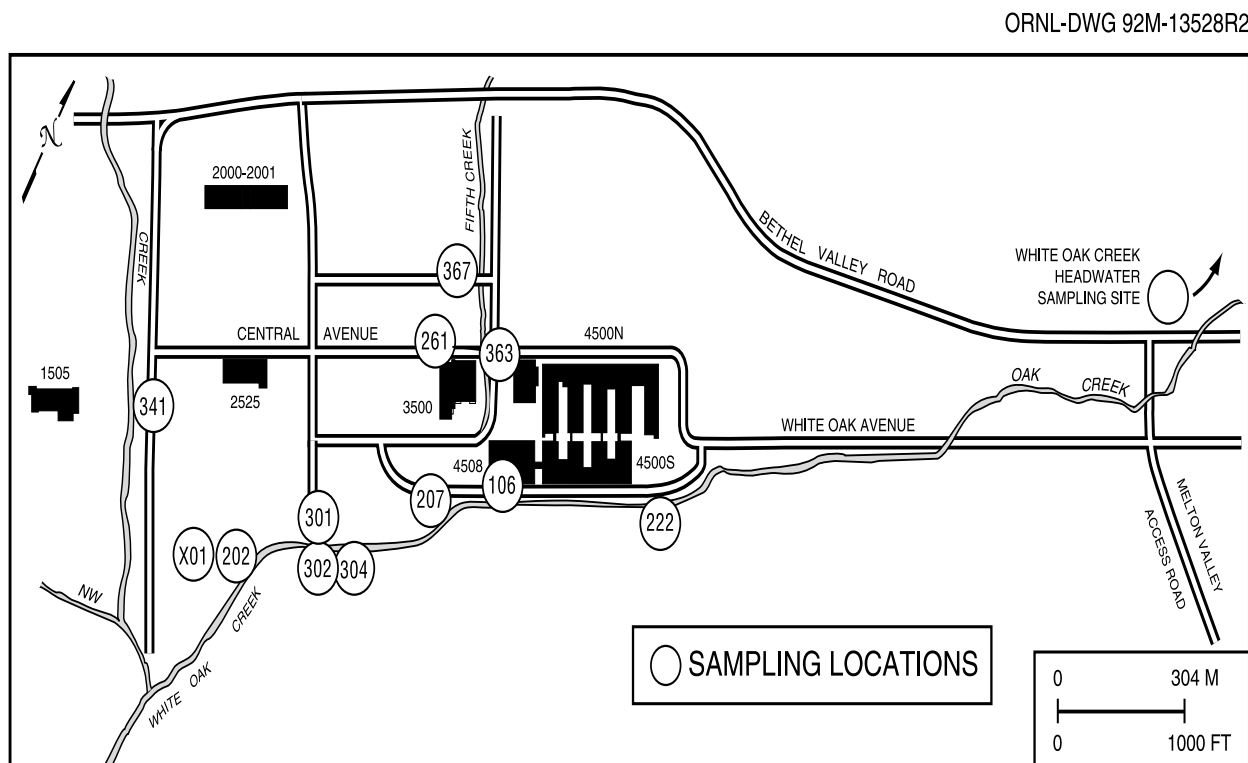 ORNL-DWG 92M-13528R2
N
2000-2001
FIFTH CREEK
CREEK
367
BETHEL VALLEY ROAD
WHITE OAK CREEK
HEADWATER
SAMPLING SITE
CENTRAL AVENUE
261
363
4500N
1505
341
2525
3500
OAK CREEK
WHITE OAK AVENUE
4508
4500S
106
207
222
301
X01
202
302
304
MELTON VALLEY
ACCESS ROAD
NW
WHITE OAK CREEK
SAMPLING LOCATIONS
0 304 M
0 1000 FT